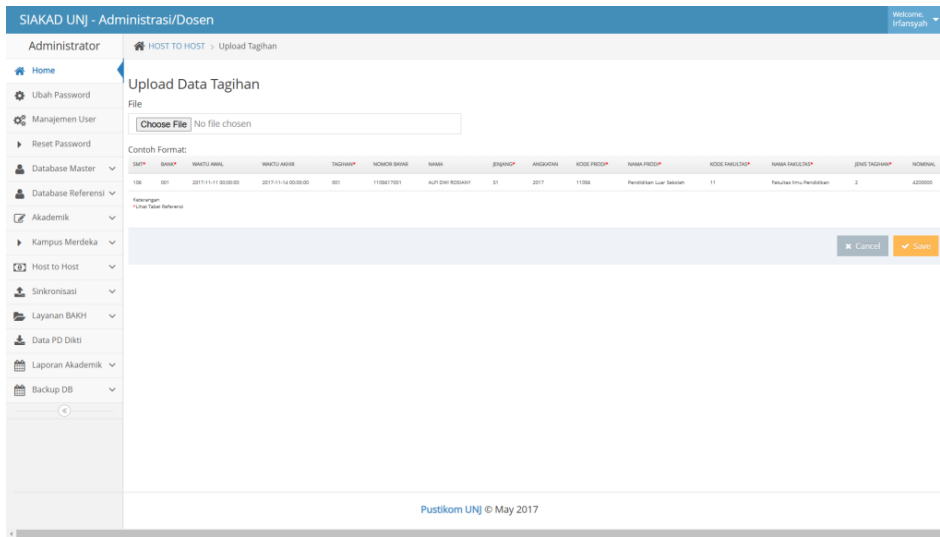 SIAKAD UNJ - Administrasi/Dosen
Welcome,
Irfansyah
Administrator
HOST TO HOST > Upload Tagihan
Home
Ubah Password
Manajemen User
Reset Password
Database Master
Database Referensi
Akademik
Kampus Merdeka
Host to Host
Sinkronisasi
Layanan BAKH
Data PD Dikti
Laporan Akademik
Backup DB
Upload Data Tagihan
File
Choose File No file chosen
Contoh Format:
SMT* BANK* WAKTU AWAL WAKTU AKHIR TAGIHAN* NOMOR BAYAR NAMA JENJANG* ANGKATAN KODE PRODI* NAMA PRODI* KODE FAKULTAS* NAMA FAKULTAS* JENIS TAGIHAN* NOMINAL
106 001 2017-11-11 00:00:00 2017-11-14 00:00:00 001 1106617001 ALFI DWI ROSIANY S1 2017 11066 Pendidikan Luar Sekolah 11 Fakultas Ilmu Pendidikan 2 4200000
Keterangan
*Lihat Tabel Referensi
Cancel Save
Pustikom UNJ © May 2017